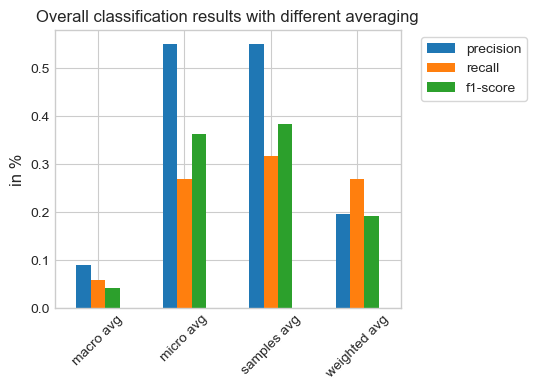 Overall classification results with different averaging
precision
recall
f1-score
in %
0.5
0.4
0.3
0.2
0.1
0.0
macro avg
micro avg
samples avg
weighted avg